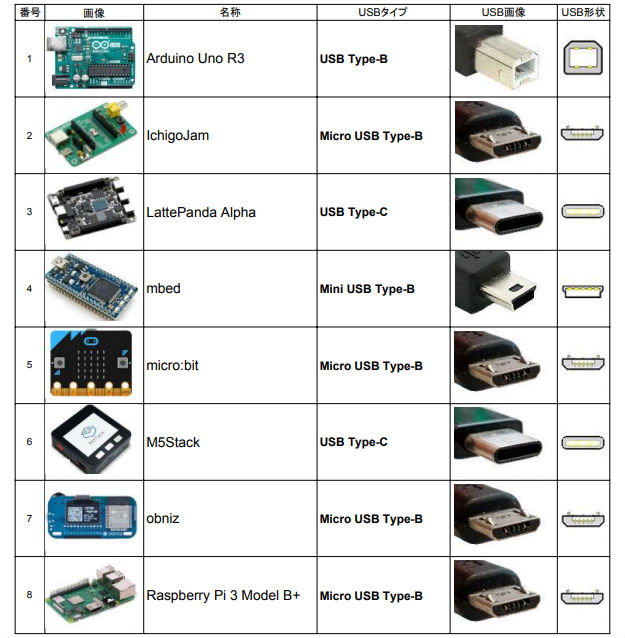 番号 画像 名称 USBタイプ USB画像 USB形状
1 Arduino Uno R3 USB Type-B
2 IchigoJam Micro USB Type-B
3 LattePanda Alpha USB Type-C
4 mbed Mini USB Type-B
5 micro:bit Micro USB Type-B
6 M5Stack USB Type-C
7 obniz Micro USB Type-B
8 Raspberry Pi 3 Model B+ Micro USB Type-B